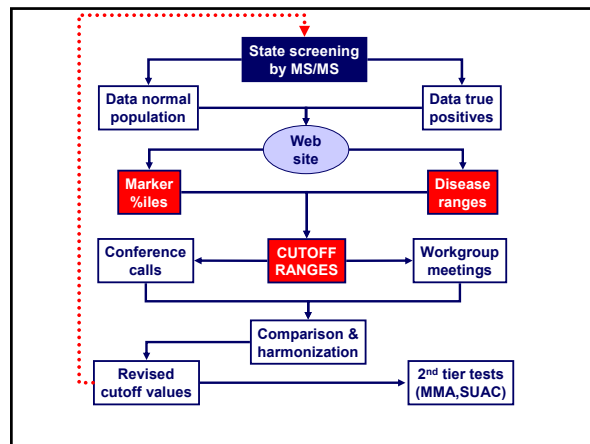 State screening
by MS/MS
Data normal
population
Data true
positives
Web
site
Marker
%iles
Disease
ranges
Conference
calls
CUTOFF
RANGES
Workgroup
meetings
Comparison &
harmonization
Revised
cutoff values
2nd tier tests
(MMA,SUAC)